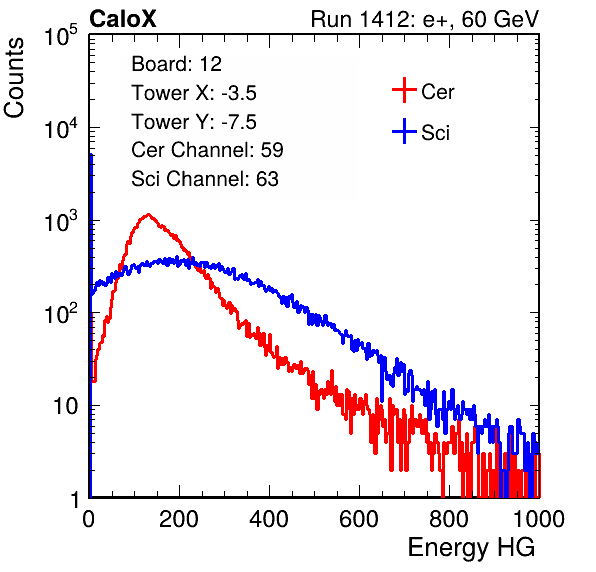 CaloX Run 1412: e+, 60 GeV
Counts
10^5
10^4
10^3
10^2
10
1
Board: 12
Tower X: -3.5
Tower Y: -7.5
Cer Channel: 59
Sci Channel: 63
Cer
Sci
0 200 400 600 800 1000
Energy HG